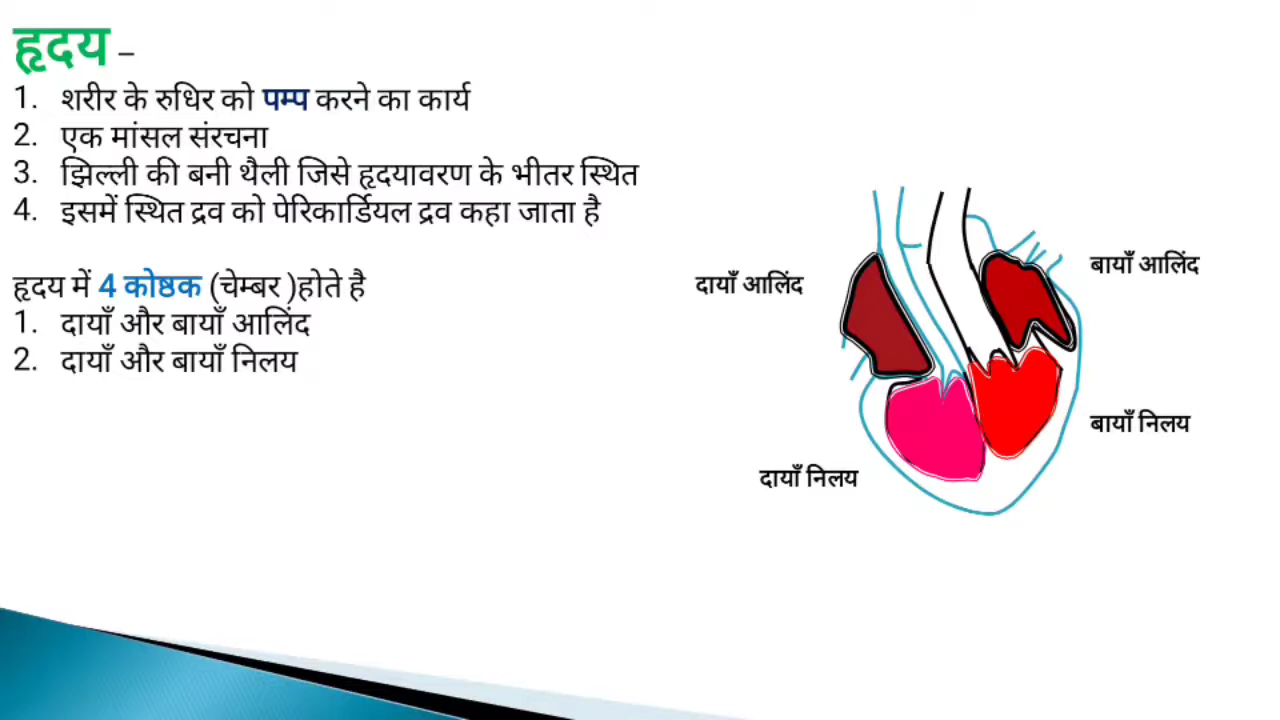 हृदय –
1. शरीर के रुधिर को पम्प करने का कार्य
2. एक मांसल संरचना
3. झिल्ली की बनी थैली जिसे हृदयावरण के भीतर स्थित
4. इसमें स्थित द्रव को पेरिकार्डियल द्रव कहा जाता है
हृदय में 4 कोष्ठक (चेम्बर )होते है
1. दायाँ और बायाँ आलिंद
2. दायाँ और बायाँ निलय
दायाँ आलिंद
बायाँ आलिंद
बायाँ निलय
दायाँ निलय